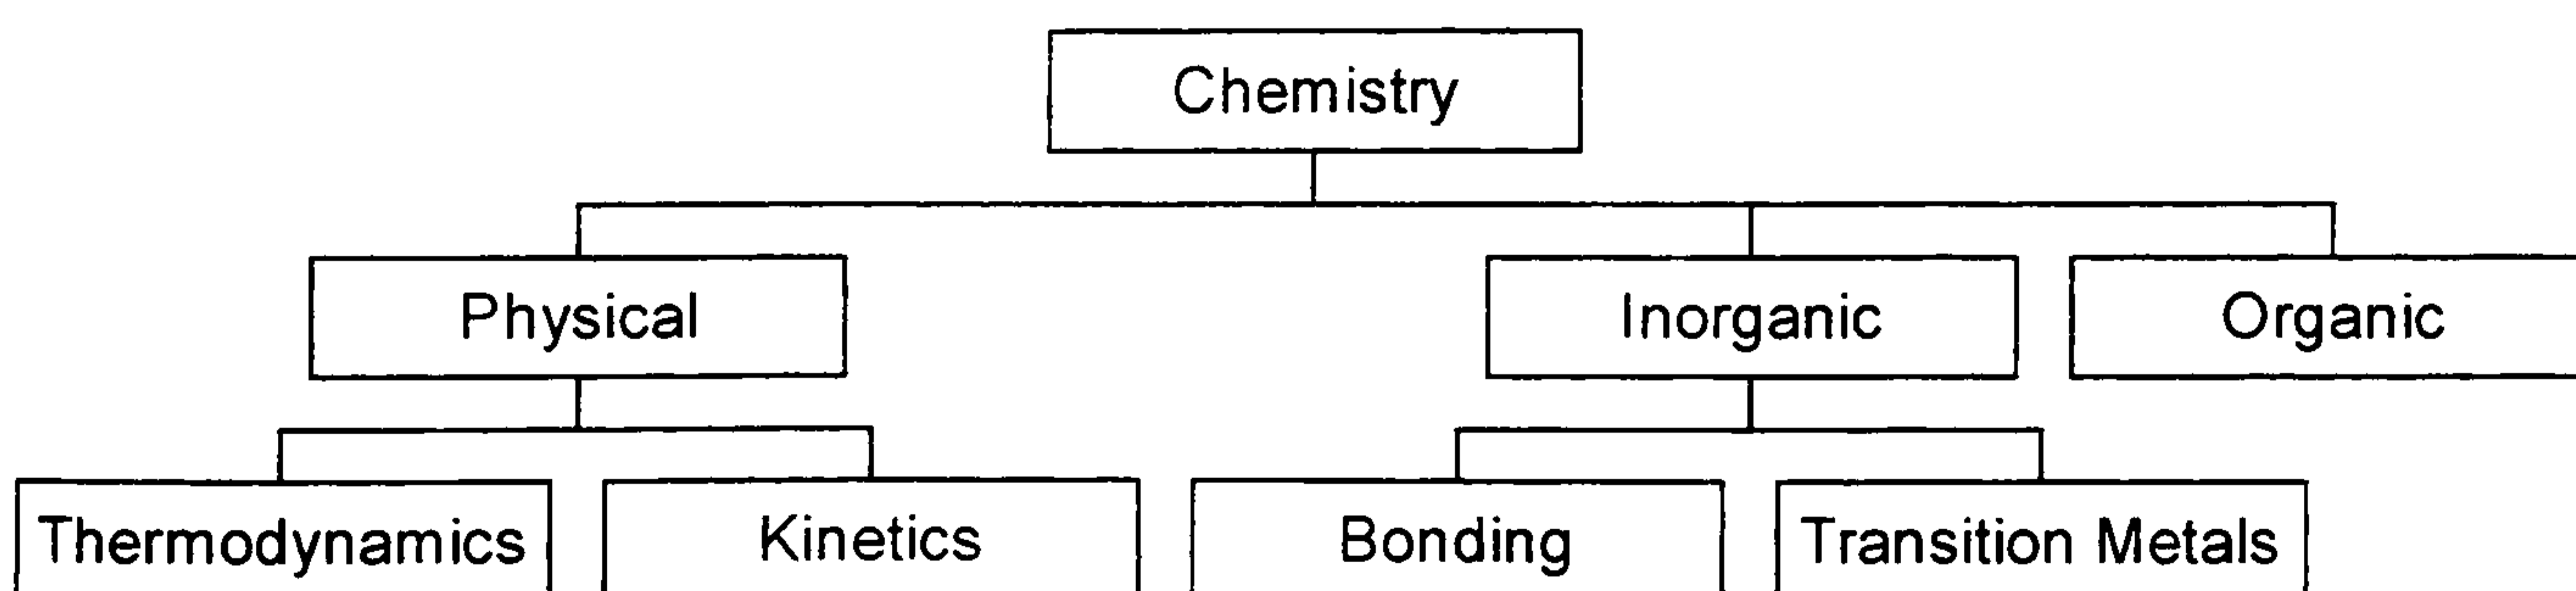 Chemistry
Physical
Inorganic
Organic
Thermodynamics
Kinetics
Bonding
Transition Metals